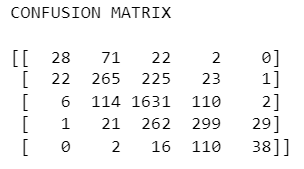 CONFUSION MATRIX
[[ 28 71 22 2 0]
[ 22 265 225 23 1]
[ 6 114 1631 110 2]
[ 1 21 262 299 29]
[ 0 2 16 110 38]]